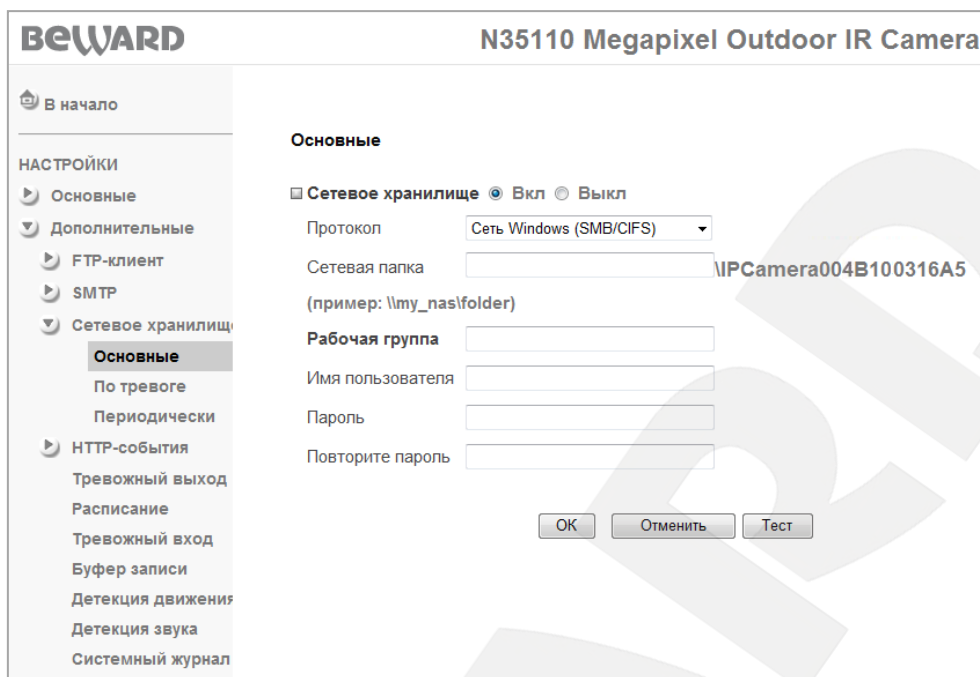 BEWARD
N35110 Megapixel Outdoor IR Camera
В начало
НАСТРОЙКИ
Основные
Дополнительные
FTP-клиент
SMTP
Сетевое хранилищ
Основные
По тревоге
Периодически
HTTP-события
Тревожный выход
Расписание
Тревожный вход
Буфер записи
Детекция движения
Детекция звука
Системный журнал
Основные
Сетевое хранилище Вкл Выкл
Протокол Сеть Windows (SMB/CIFS)
Сетевая папка \IPCamera004B100316A5
(пример: \\my_nas\folder)
Рабочая группа
Имя пользователя
Пароль
Повторите пароль
ОК Отменить Тест